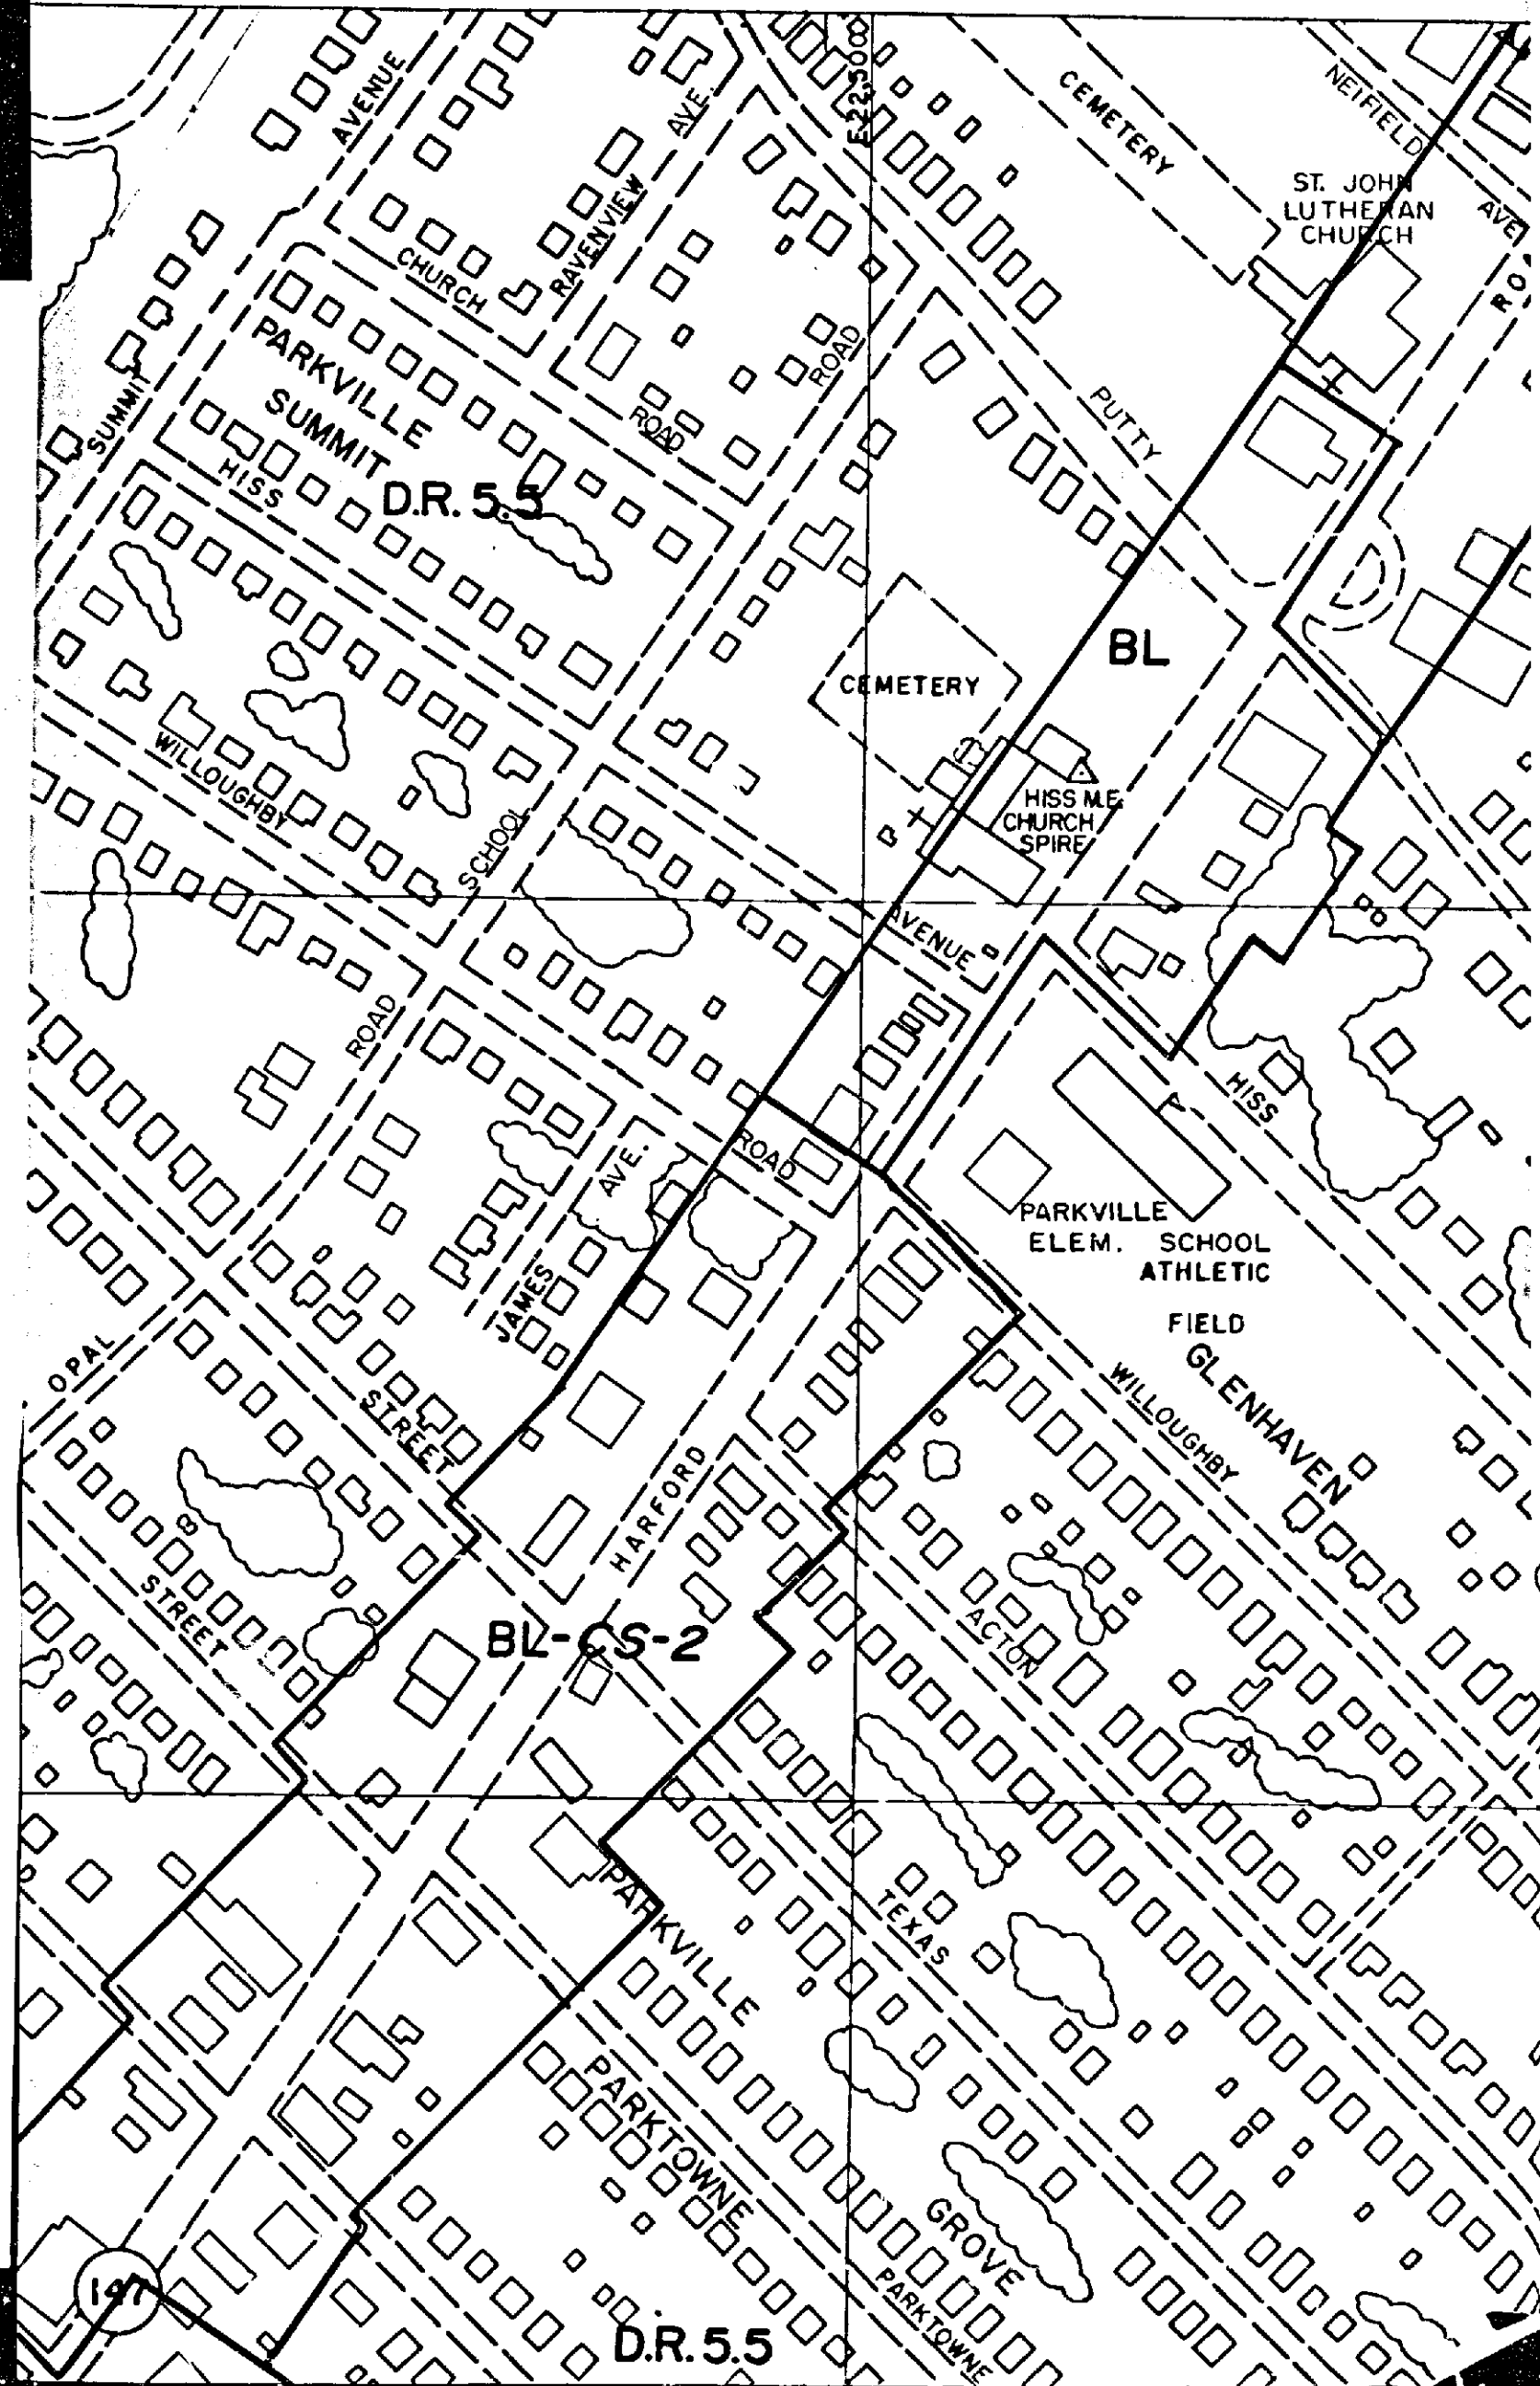 AVENUE
AVE.
E 22,500
CEMETERY
NEIFIELD
AVE
ST. JOHN
LUTHERAN
CHURCH
RO
CHURCH
RAVENVIEW
PARKVILLE
SUMMIT
ROAD
ROAD
PUTTY
SUMMIT
HISS
D.R. 5.5
BL
CEMETERY
WILLOUGHBY
HISS M.E.
CHURCH
SPIRE
SCHOOL
AVENUE
ROAD
HISS
AVE.
ROAD
PARKVILLE
ELEM. SCHOOL
ATHLETIC
FIELD
JAMES
OPAL
GLENHAVEN
WILLOUGHBY
STREET
HARFORD
STREET
ACTON
BL-CS-2
PARKVILLE
TEXAS
PARKTOWNE
GROVE
147
PARKTOWNE
D.R. 5.5